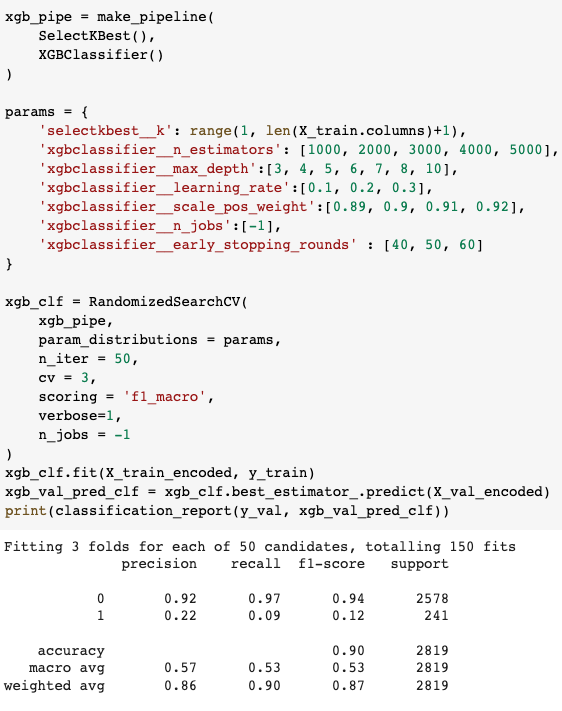 xgb_pipe = make_pipeline(
    SelectKBest(),
    XGBClassifier()
)

params = {
    'selectkbest__k': range(1, len(X_train.columns)+1),
    'xgbclassifier__n_estimators': [1000, 2000, 3000, 4000, 5000],
    'xgbclassifier__max_depth':[3, 4, 5, 6, 7, 8, 10],
    'xgbclassifier__learning_rate':[0.1, 0.2, 0.3],
    'xgbclassifier__scale_pos_weight':[0.89, 0.9, 0.91, 0.92],
    'xgbclassifier__n_jobs':[-1],
    'xgbclassifier__early_stopping_rounds' : [40, 50, 60]
}

xgb_clf = RandomizedSearchCV(
    xgb_pipe,
    param_distributions = params,
    n_iter = 50,
    cv = 3,
    scoring = 'f1_macro',
    verbose=1,
    n_jobs = -1
)
xgb_clf.fit(X_train_encoded, y_train)
xgb_val_pred_clf = xgb_clf.best_estimator_.predict(X_val_encoded)
print(classification_report(y_val, xgb_val_pred_clf))
Fitting 3 folds for each of 50 candidates, totalling 150 fits
              precision    recall  f1-score   support

           0       0.92      0.97      0.94      2578
           1       0.22      0.09      0.12       241

    accuracy                           0.90      2819
   macro avg       0.57      0.53      0.53      2819
weighted avg       0.86      0.90      0.87      2819